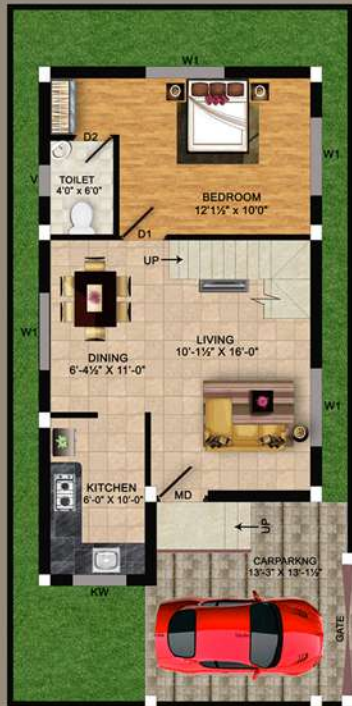 W1
D2
W1
V
TOILET
4'0" x 6'0"
BEDROOM
12'1½" x 10'0"
D1
UP
W1
LIVING
10'-1½" x 16'-0"
DINING
6'-4½" x 11'-0"
W1
KITCHEN
6'-0" x 10'-0"
MD
UP
CARPARKNG
13'-3" x 13'-1½"
KW
GATE